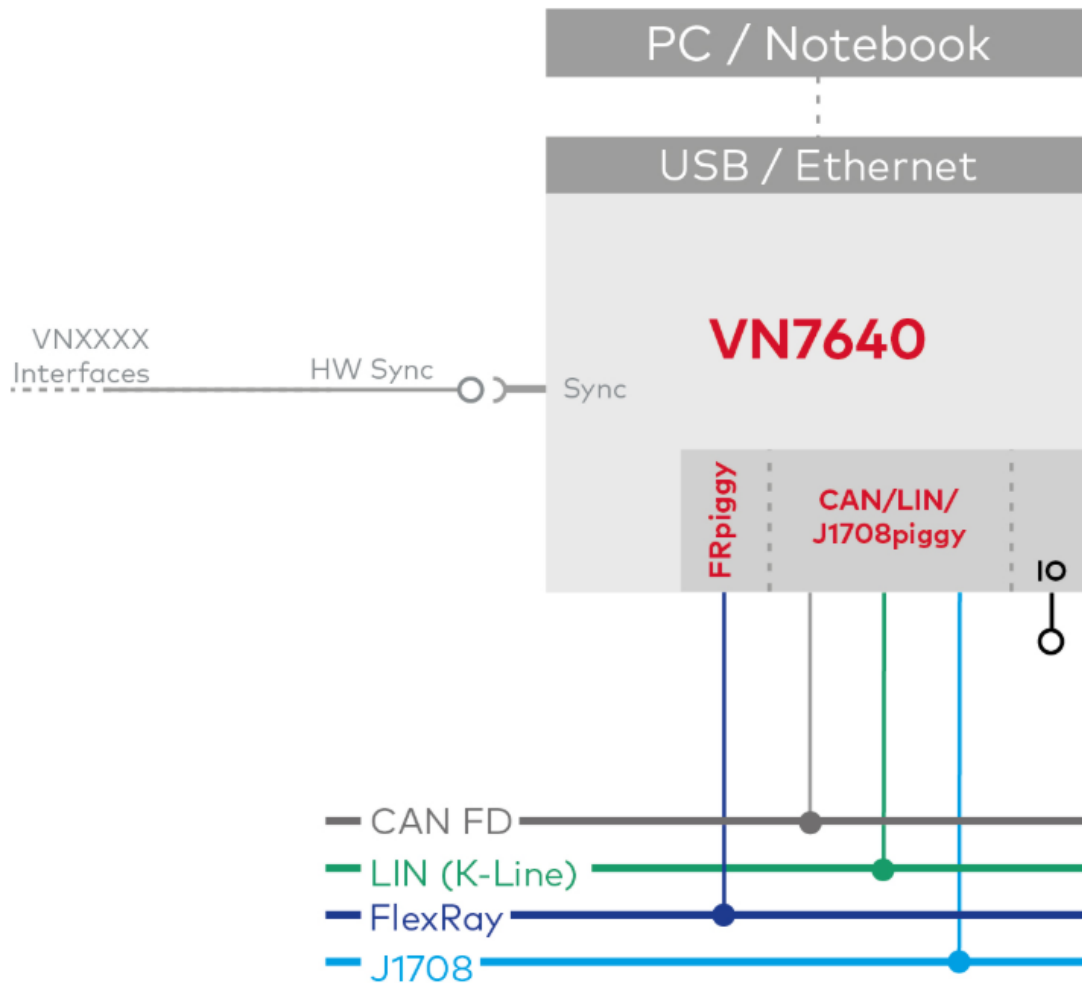 PC / Notebook
USB / Ethernet
VN7640
VNXXXX
Interfaces
HW Sync
Sync
FRpiggy
CAN/LIN/
J1708piggy
IO
CAN FD
LIN (K-Line)
FlexRay
J1708